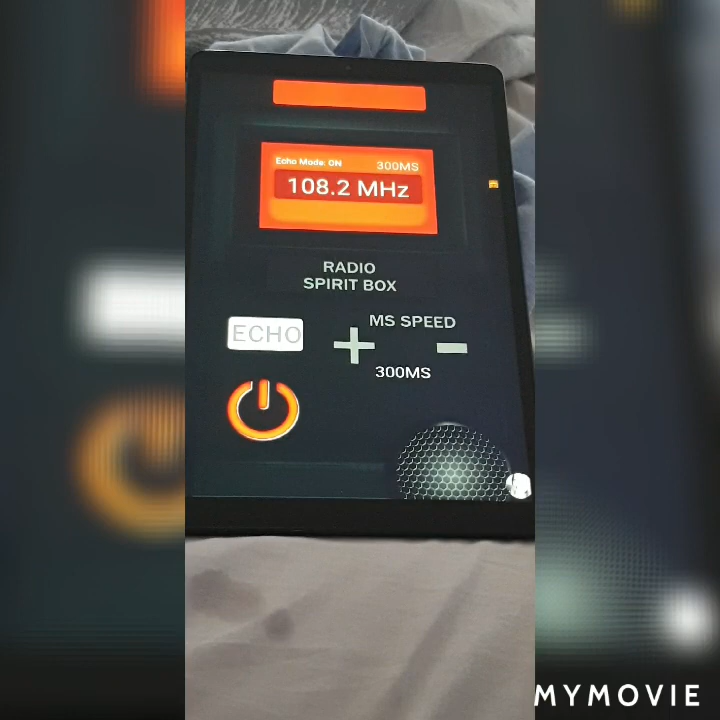 Echo Mode: ON 300MS
108.2 MHz
RADIO
SPIRIT BOX
MS SPEED
ECHO
300MS
MYMOVIE